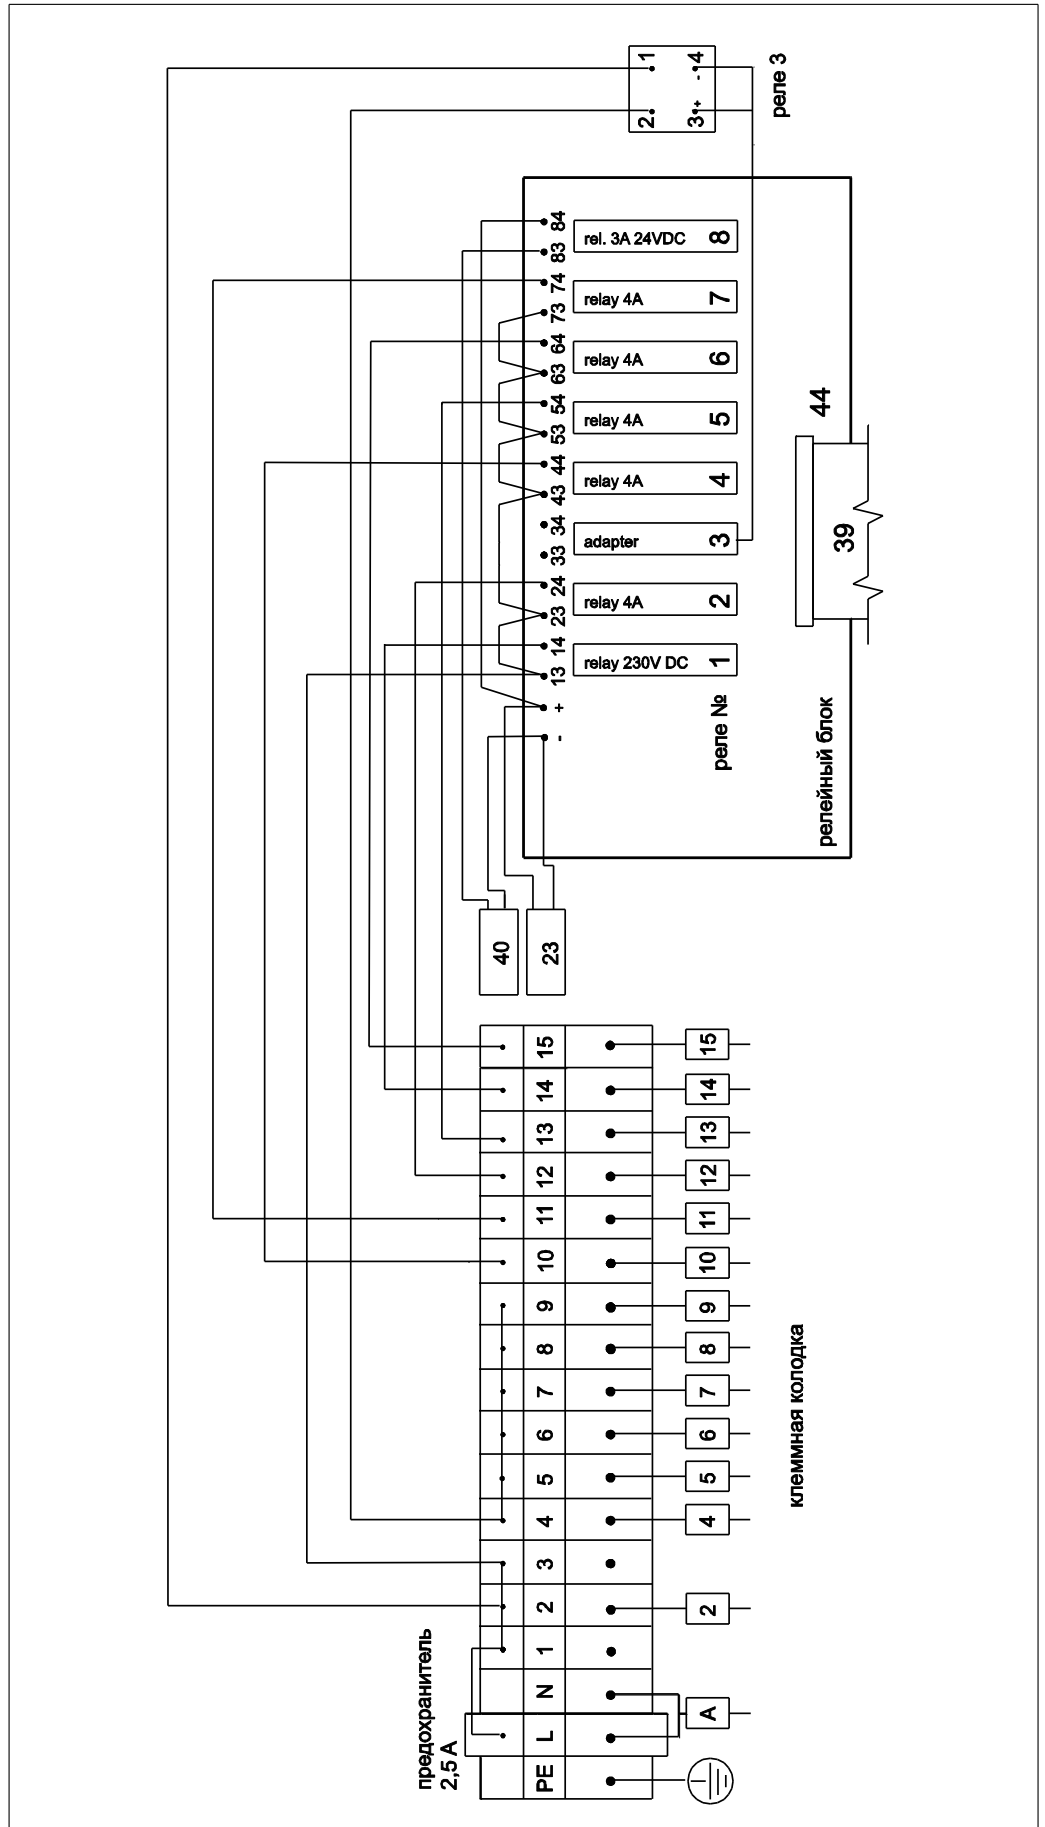 предохранитель
2,5 A
PE L N 1 2 3 4 5 6 7 8 9 10 11 12 13 14 15
A 2 4 5 6 7 8 9 10 11 12 13 14 15
клеммная колодка
40
23
- + 13 14 23 24 33 34 43 44 53 54 63 64 73 74 83 84
relay 230V DC
relay 4A
adapter
relay 4A
relay 4A
relay 4A
relay 4A
rel. 3A 24VDC
реле № 1 2 3 4 5 6 7 8
релейный блок
44
39
2 1
3 + - 4
реле 3